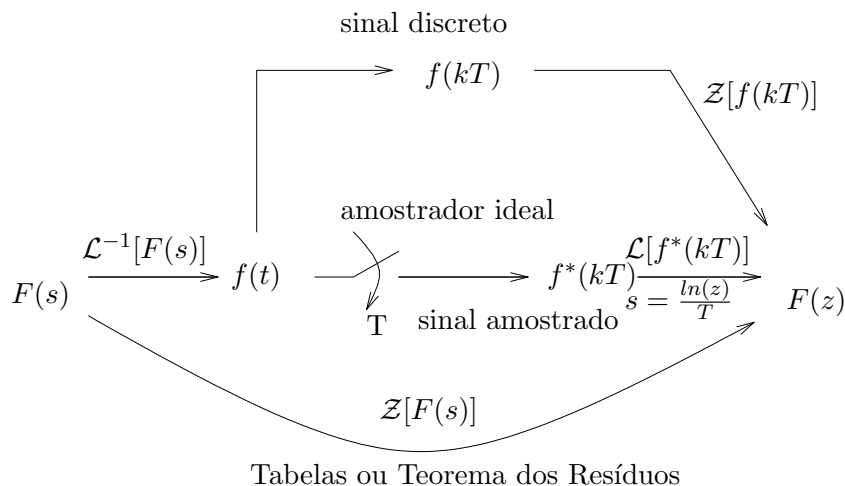 sinal discreto
f(kT)
Z[f(kT)]
amostrador ideal
L⁻¹[F(s)]
L[f*(kT)]
F(s)
f(t)
f*(kT)
s = ln(z)/T
F(z)
T
sinal amostrado
Z[F(s)]
Tabelas ou Teorema dos Resíduos